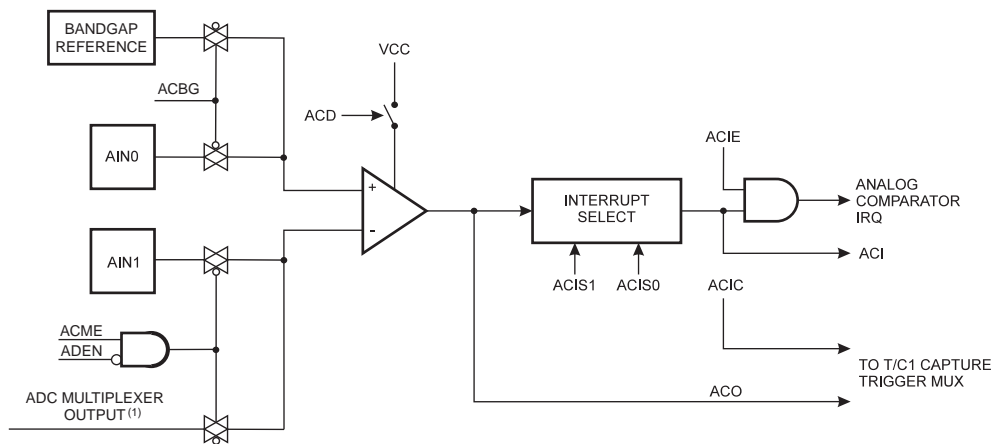 BANDGAP
REFERENCE
VCC
ACBG
ACD
AIN0
ACIE
+
INTERRUPT
SELECT
ANALOG
COMPARATOR
IRQ
-
AIN1
ACI
ACIS1 ACIS0 ACIC
ACME
ADEN
TO T/C1 CAPTURE
TRIGGER MUX
ADC MULTIPLEXER
OUTPUT (1)
ACO